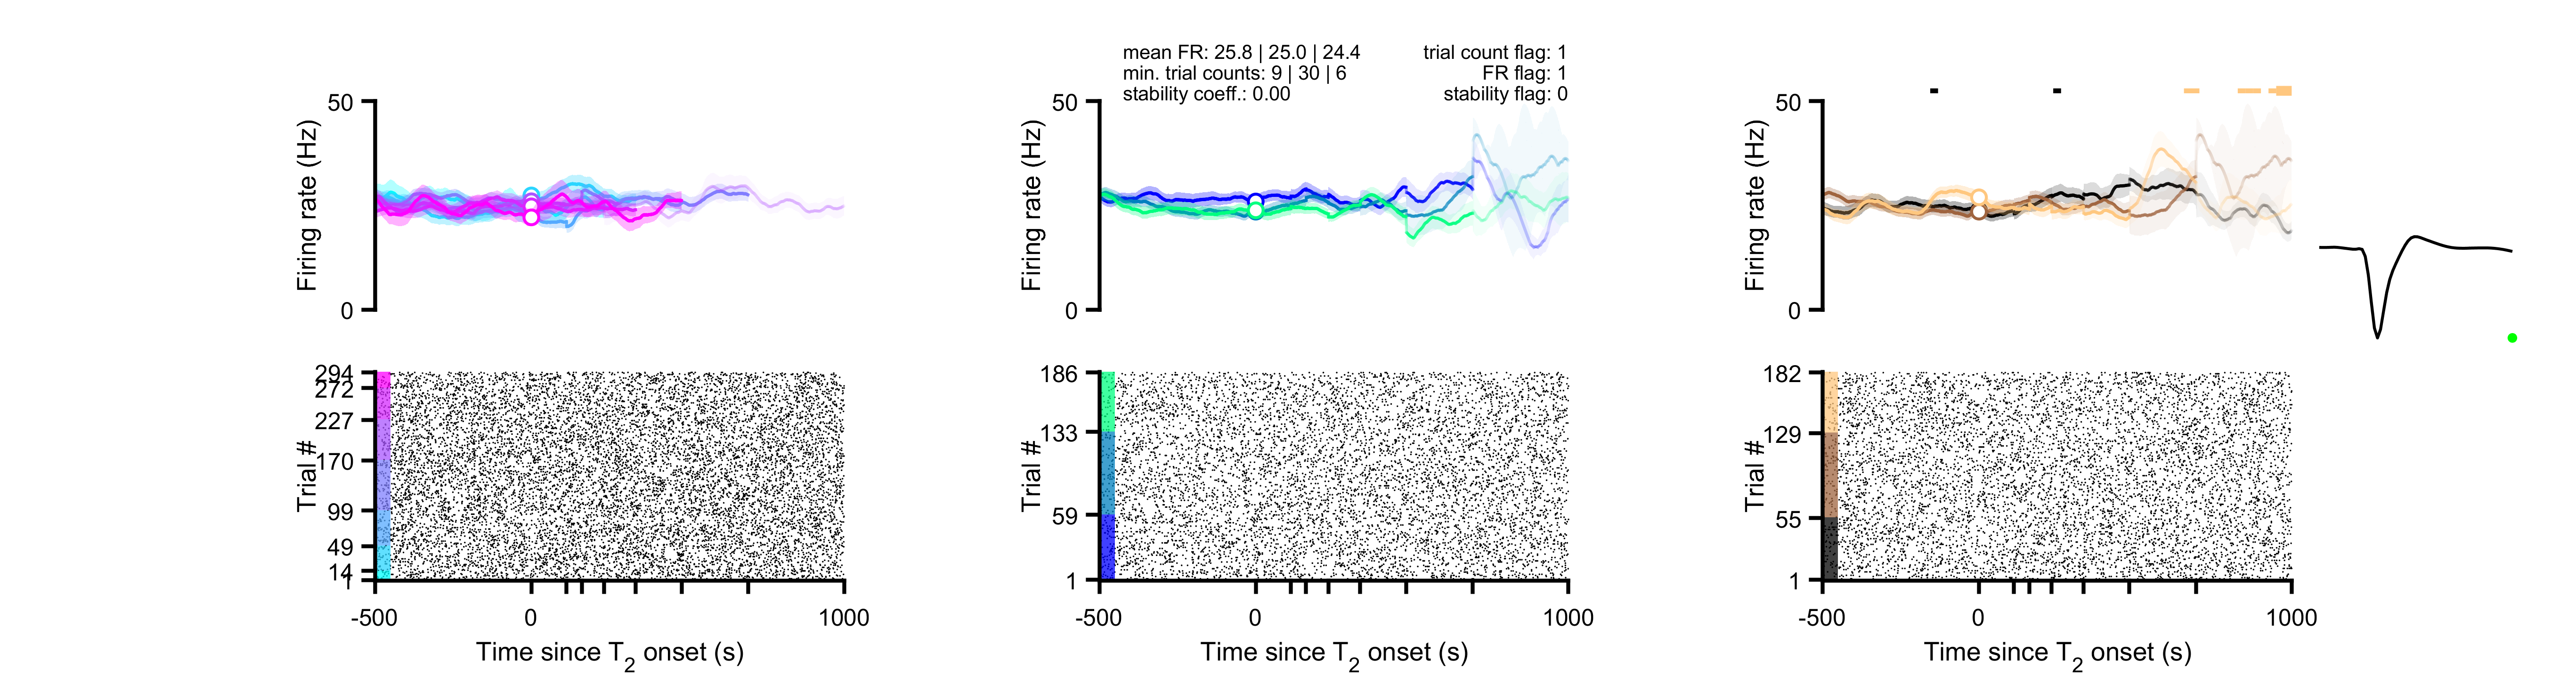 mean FR: 25.8 | 25.0 | 24.4
trial count flag: 1
min. trial counts: 9 | 30 | 6
FR flag: 1
stability coeff.: 0.00
stability flag: 0
50
Firing rate (Hz)
0
50
Firing rate (Hz)
0
50
Firing rate (Hz)
0
294
272
227
170
99
49
14
1
Trial #
-500
0
1000
Time since T2 onset (s)
186
133
59
1
Trial #
-500
0
1000
Time since T2 onset (s)
182
129
55
1
Trial #
-500
0
1000
Time since T2 onset (s)